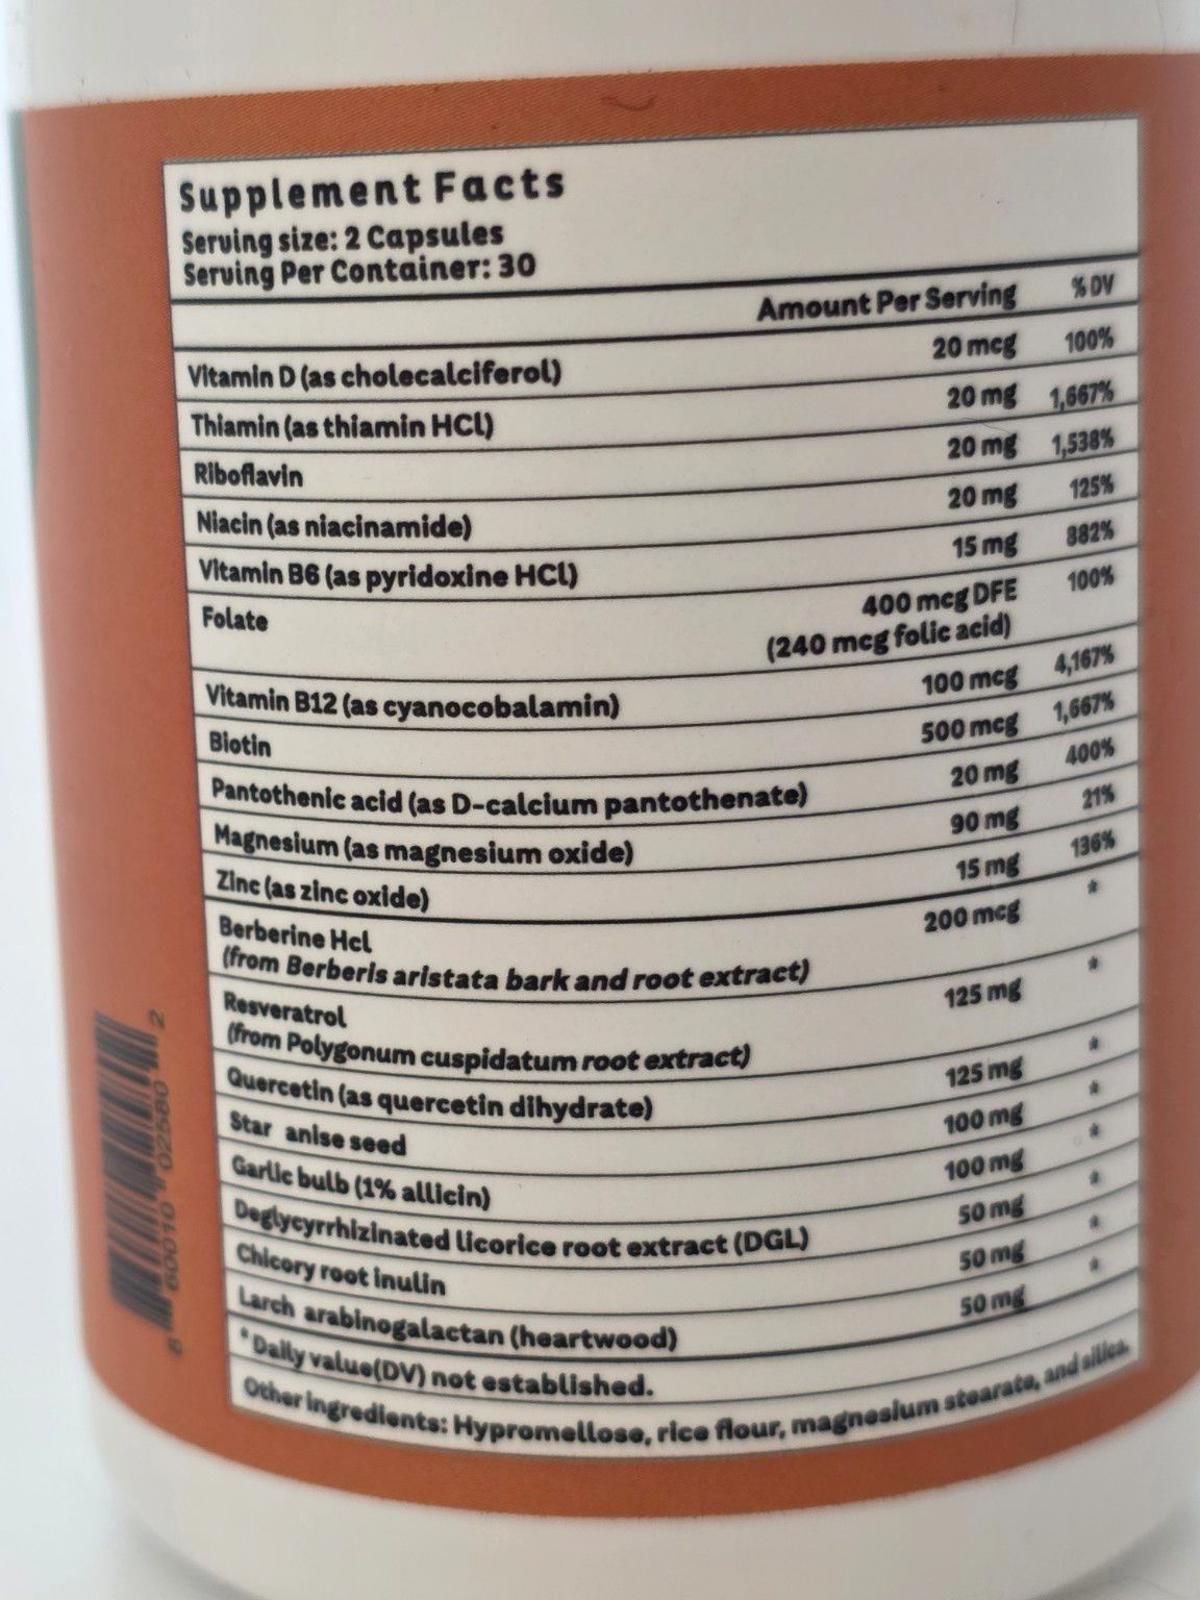 Supplement Facts
Serving size: 2 Capsules
Serving Per Container: 30
Amount Per Serving % DV
Vitamin D (as cholecalciferol) 20 mcg 100%
Thiamin (as thiamin HCl) 20 mg 1,667%
Riboflavin 20 mg 1,538%
Niacin (as niacinamide) 20 mg 125%
Vitamin B6 (as pyridoxine HCl) 15 mg 882%
Folate 400 mcg DFE 100%
(240 mcg folic acid)
Vitamin B12 (as cyanocobalamin) 100 mcg 4,167%
Biotin 500 mcg 1,667%
Pantothenic acid (as D-calcium pantothenate) 20 mg 400%
Magnesium (as magnesium oxide) 90 mg 21%
Zinc (as zinc oxide) 15 mg 136%
Berberine Hcl 200 mcg *
(from Berberis aristata bark and root extract)
Resveratrol 125 mg *
(from Polygonum cuspidatum root extract)
Quercetin (as quercetin dihydrate) 125 mg *
Star anise seed 100 mg *
Garlic bulb (1% allicin) 100 mg *
Deglycyrrhizinated licorice root extract (DGL) 50 mg *
Chicory root inulin 50 mg *
Larch arabinogalactan (heartwood) 50 mg *
* Daily value(DV) not established.
Other ingredients: Hypromellose, rice flour, magnesium stearate, and silica.